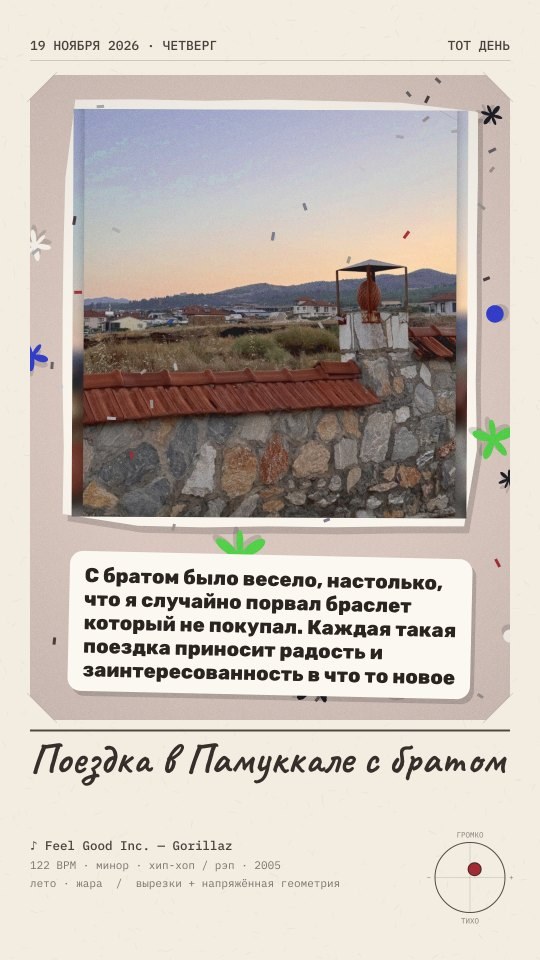 19 НОЯБРЯ 2026 · ЧЕТВЕРГ
ТОТ ДЕНЬ
С братом было весело, настолько,
что я случайно порвал браслет
который не покупал. Каждая такая
поездка приносит радость и
заинтересованность в что то новое
Поездка в Памуккале с братом
♪ Feel Good Inc. — Gorillaz
122 BPM · минор · хип-хоп / рэп · 2005
лето · жара / вырезки + напряжённая геометрия
ГРОМКО
− +
ТИХО